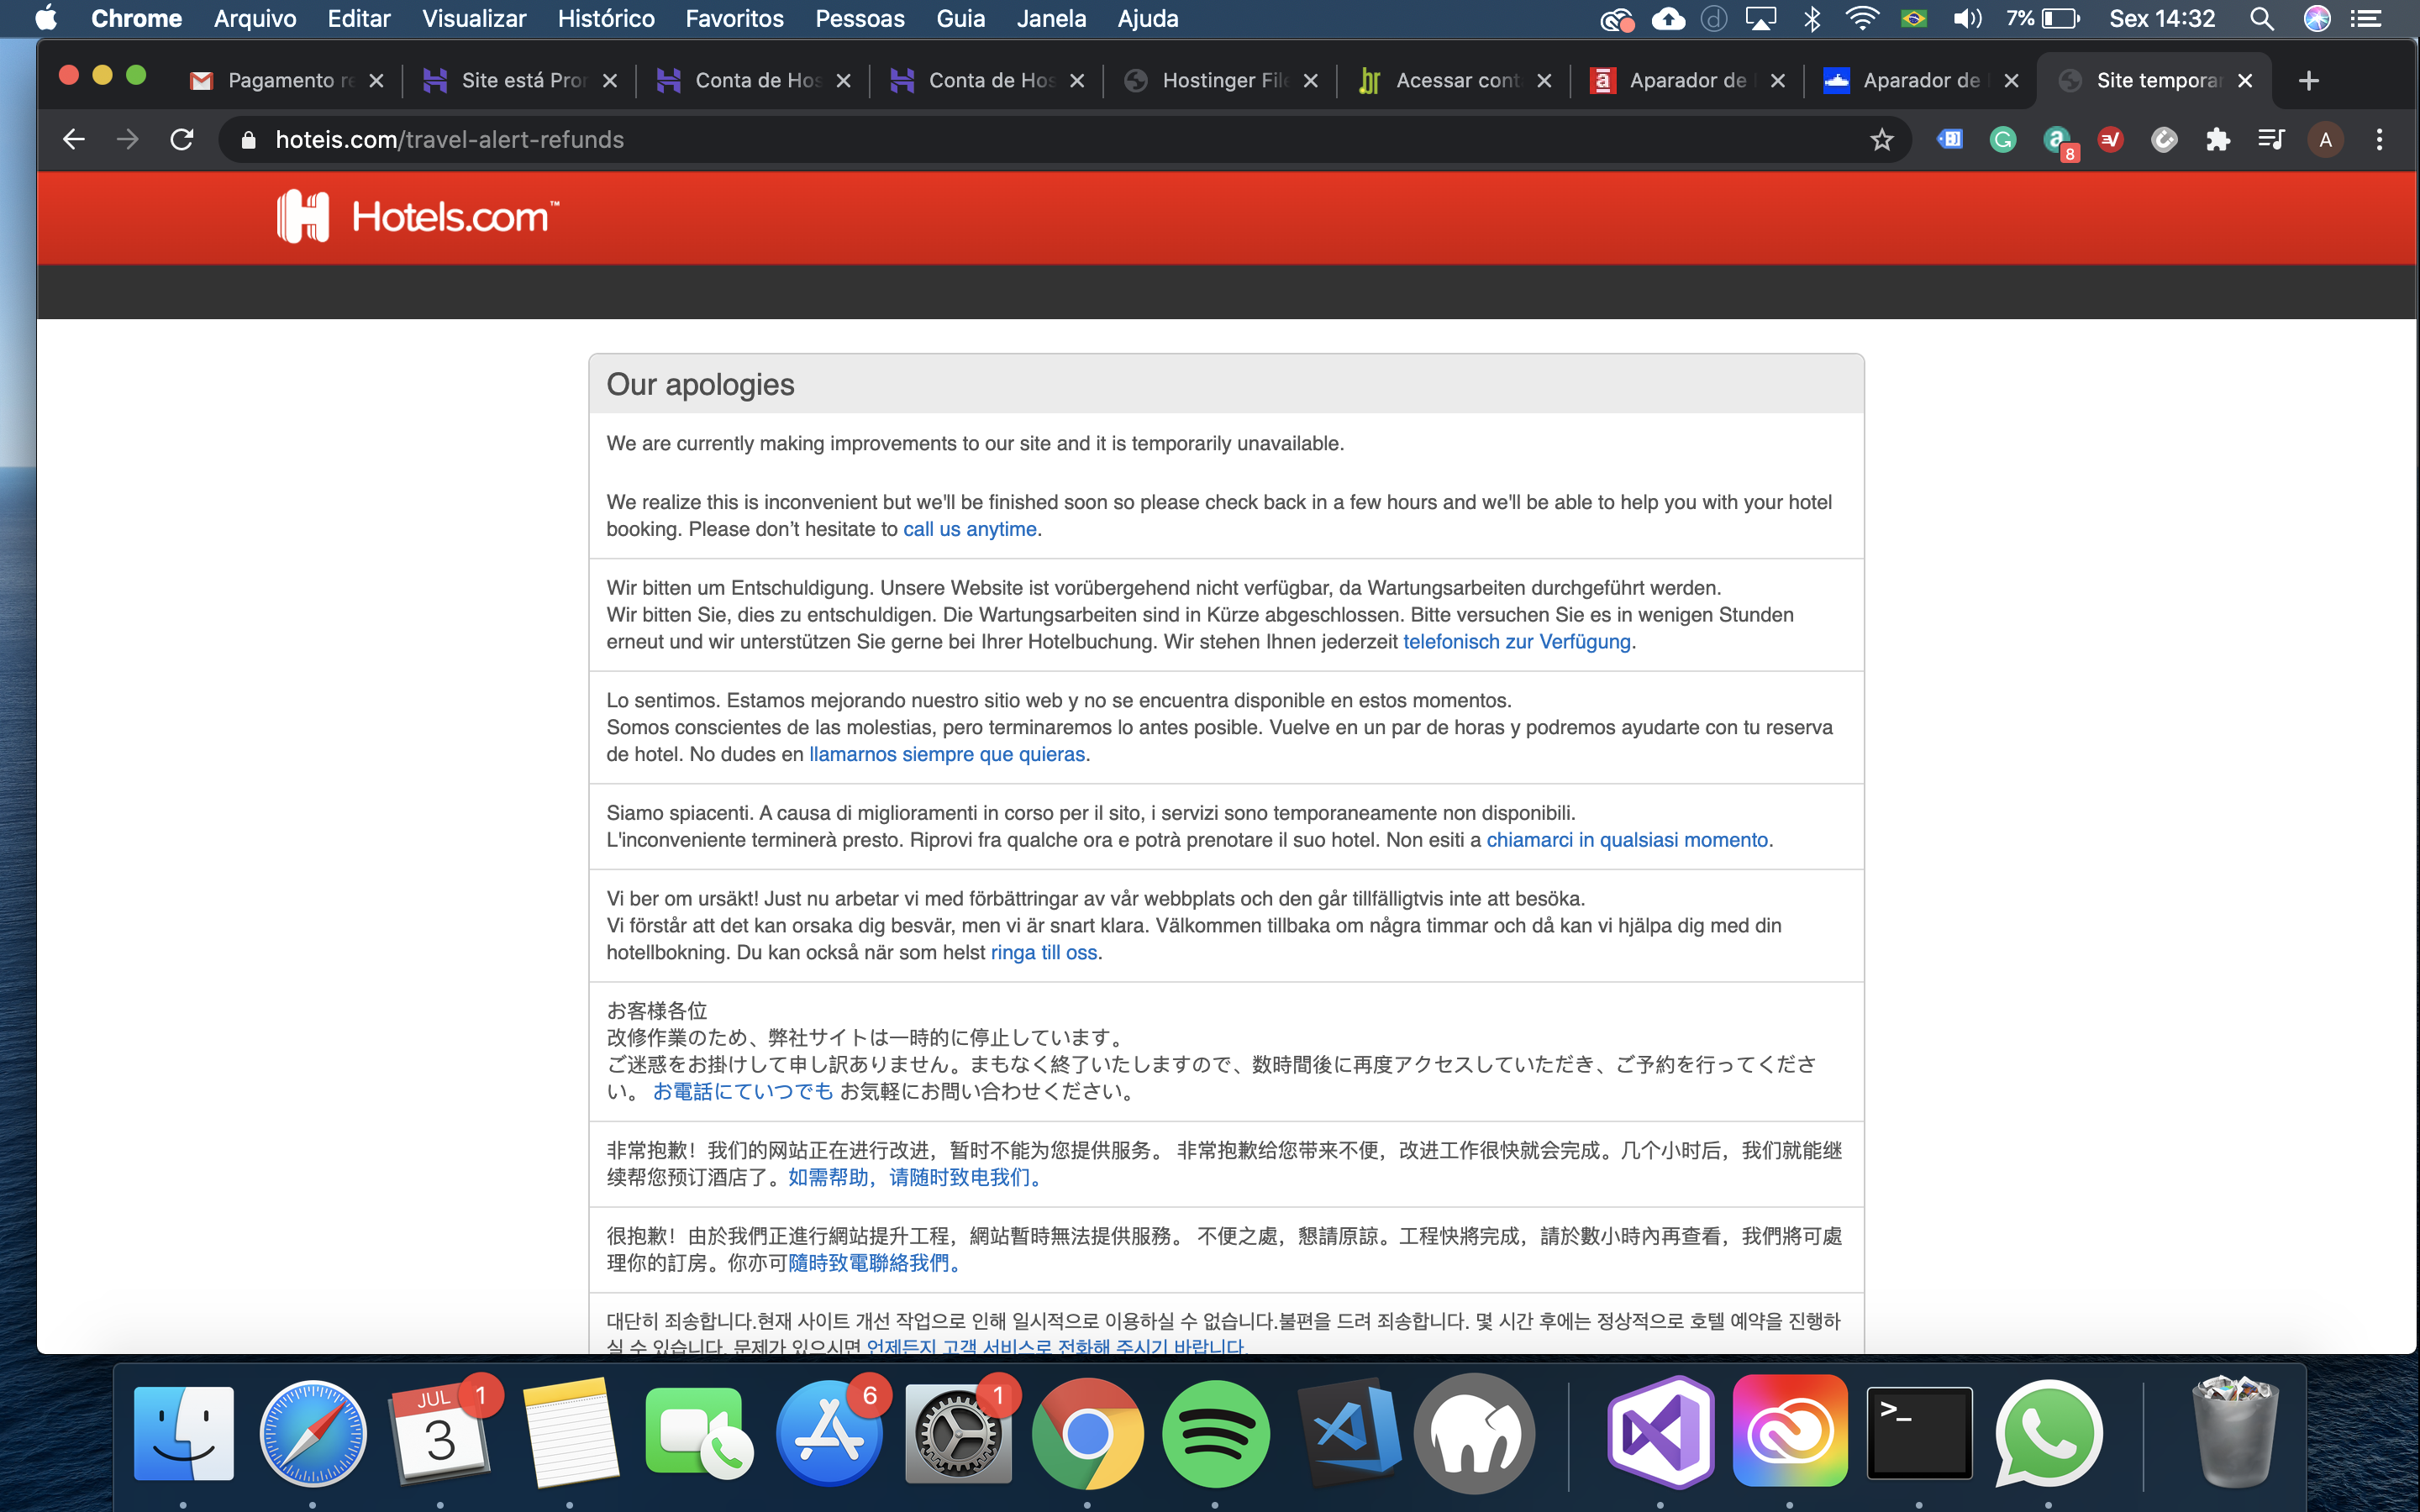 Chrome Arquivo Editar Visualizar Histórico Favoritos Pessoas Guia Janela Ajuda 7% Sex 14:32
Pagamento re Site está Pron Conta de Hos Conta de Hos Hostinger File Acessar conta Aparador de Aparador de Site temporar
hoteis.com/travel-alert-refunds
8 A
Hotels.com™
Our apologies
We are currently making improvements to our site and it is temporarily unavailable.
We realize this is inconvenient but we'll be finished soon so please check back in a few hours and we'll be able to help you with your hotel
booking. Please don’t hesitate to call us anytime.
Wir bitten um Entschuldigung. Unsere Website ist vorübergehend nicht verfügbar, da Wartungsarbeiten durchgeführt werden.
Wir bitten Sie, dies zu entschuldigen. Die Wartungsarbeiten sind in Kürze abgeschlossen. Bitte versuchen Sie es in wenigen Stunden
erneut und wir unterstützen Sie gerne bei Ihrer Hotelbuchung. Wir stehen Ihnen jederzeit telefonisch zur Verfügung.
Lo sentimos. Estamos mejorando nuestro sitio web y no se encuentra disponible en estos momentos.
Somos conscientes de las molestias, pero terminaremos lo antes posible. Vuelve en un par de horas y podremos ayudarte con tu reserva
de hotel. No dudes en llamarnos siempre que quieras.
Siamo spiacenti. A causa di miglioramenti in corso per il sito, i servizi sono temporaneamente non disponibili.
L'inconveniente terminerà presto. Riprovi fra qualche ora e potrà prenotare il suo hotel. Non esiti a chiamarci in qualsiasi momento.
Vi ber om ursäkt! Just nu arbetar vi med förbättringar av vår webbplats och den går tillfälligtvis inte att besöka.
Vi förstår att det kan orsaka dig besvär, men vi är snart klara. Välkommen tillbaka om några timmar och då kan vi hjälpa dig med din
hotellbokning. Du kan också när som helst ringa till oss.
お客様各位
改修作業のため、弊社サイトは一時的に停止しています。
ご迷惑をお掛けして申し訳ありません。まもなく終了いたしますので、数時間後に再度アクセスしていただき、ご予約を行ってくださ
い。 お電話にていつでも お気軽にお問い合わせください。
非常抱歉！我们的网站正在进行改进，暂时不能为您提供服务。 非常抱歉给您带来不便，改进工作很快就会完成。几个小时后，我们就能继
续帮您预订酒店了。如需帮助，请随时致电我们。
很抱歉！由於我們正進行網站提升工程，網站暫時無法提供服務。 不便之處，懇請原諒。工程快將完成，請於數小時內再查看，我們將可處
理你的訂房。你亦可隨時致電聯絡我們。
대단히 죄송합니다.현재 사이트 개선 작업으로 인해 일시적으로 이용하실 수 없습니다.불편을 드려 죄송합니다. 몇 시간 후에는 정상적으로 호텔 예약을 진행하
실 수 있습니다. 문제가 있으시면 언제든지 고객 서비스로 전화해 주시기 바랍니다.
JUL 1 6 1
3